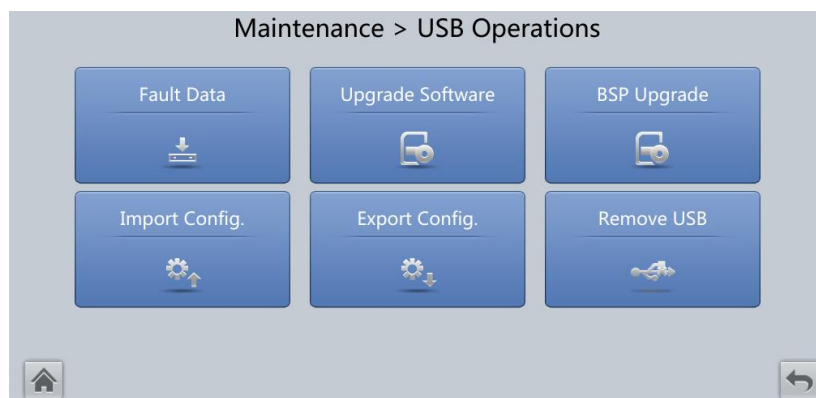 Maintenance > USB Operations
Fault Data
Upgrade Software
BSP Upgrade
Import Config.
Export Config.
Remove USB